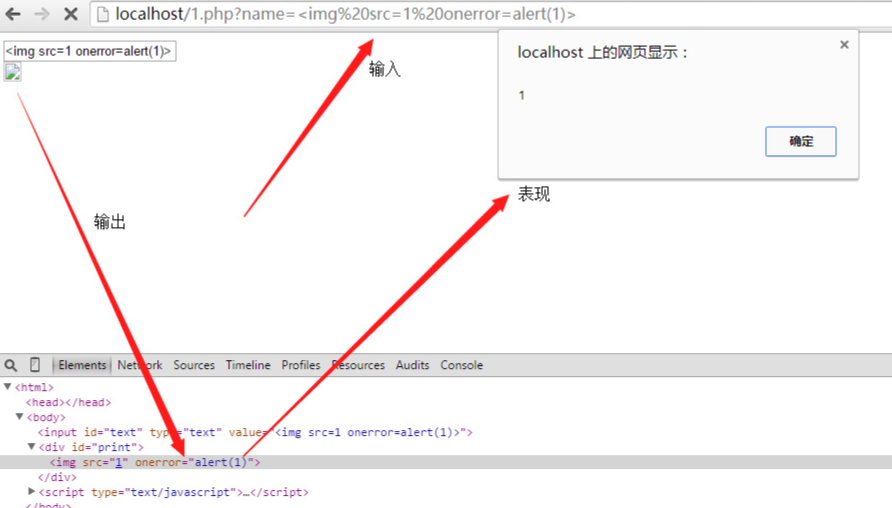 localhost/1.php?name=<img%20src=1%20onerror=alert(1)>
<img src=1 onerror=alert(1)>
输入
localhost 上的网页显示：
1
确定
表现
输出
Elements Network Sources Timeline Profiles Resources Audits Console
<html>
<head></head>
<body>
<input id="text" type="text" value="<img src=1 onerror=alert(1)>">
<div id="print">
<img src="1" onerror="alert(1)">
</div>
<script type="text/javascript">…</script>
</body>